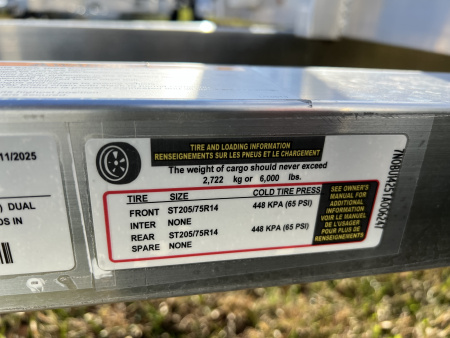 11/2025
) DUAL
DS IN
TIRE AND LOADING INFORMATION
RENSEIGNEMENTS SUR LES PNEUS ET LE CHARGEMENT
The weight of cargo should never exceed
2,722 kg or 6,000 lbs.
TIRE SIZE COLD TIRE PRESS
FRONT ST205/75R14 448 KPA (65 PSI)
INTER NONE
REAR ST205/75R14 448 KPA (65 PSI)
SPARE NONE
SEE OWNER'S
MANUAL FOR
ADDITIONAL
INFORMATION
VOIR LE MANUEL
DE L'USAGER
POUR PLUS DE
RENSEIGNEMENTS